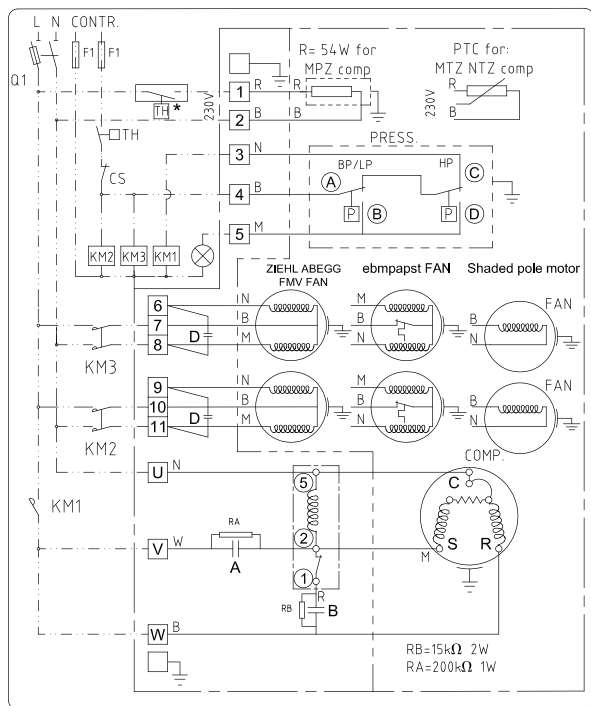 L N CONTR.
F1 F1
Q1
R= 54W for
MPZ comp
PTC for:
MTZ NTZ comp
230V
1 R R
TH *
2 B B
R
230V
B
TH
3 N
PRESS.
BP/LP HP
A C
CS
4 B
P B P D
5 M
KM2 KM3 KM1
ZIEHL ABEGG
FMV FAN
ebmpapst FAN
Shaded pole motor
6 N M FAN
7 B B B
D
8 M N N
KM3
9 N M FAN
10 B B B
D
11 M N N
KM2
COMP.
U N
5 C
KM1
RA
2 S R
V W M
A
1
R
RB B
W B
RB=15kΩ 2W
RA=200kΩ 1W